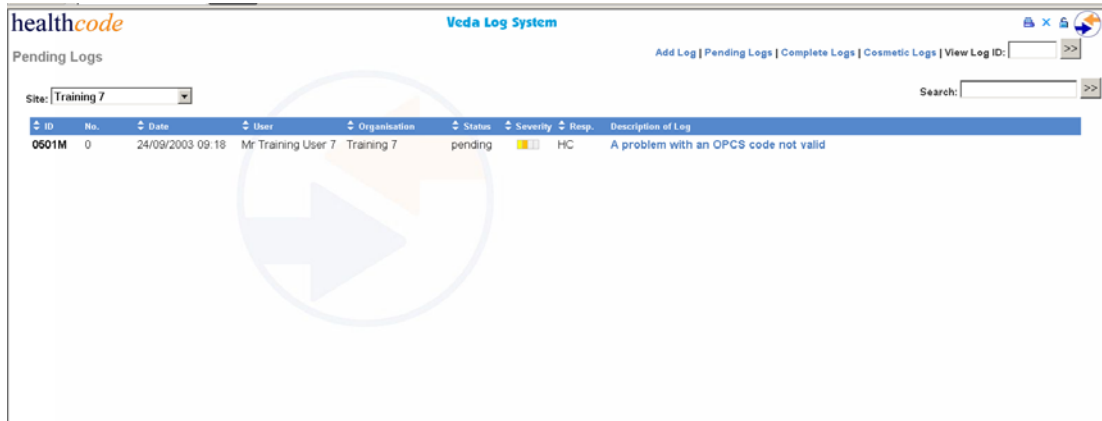 healthcode
Veda Log System
Pending Logs
Add Log | Pending Logs | Complete Logs | Cosmetic Logs | View Log ID: >>
Site: Training 7
Search: >>
ID No. Date User Organisation Status Severity Resp. Description of Log
0501M 0 24/09/2003 09:18 Mr Training User 7 Training 7 pending HC A problem with an OPCS code not valid